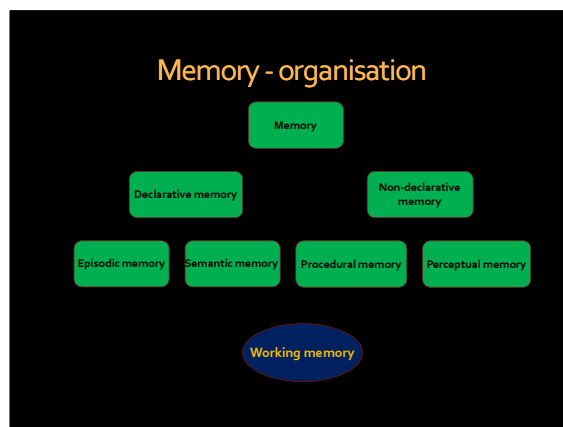 Memory - organisation
Memory
Declarative memory
Non-declarative
memory
Episodic memory
Semantic memory
Procedural memory
Perceptual memory
Working memory